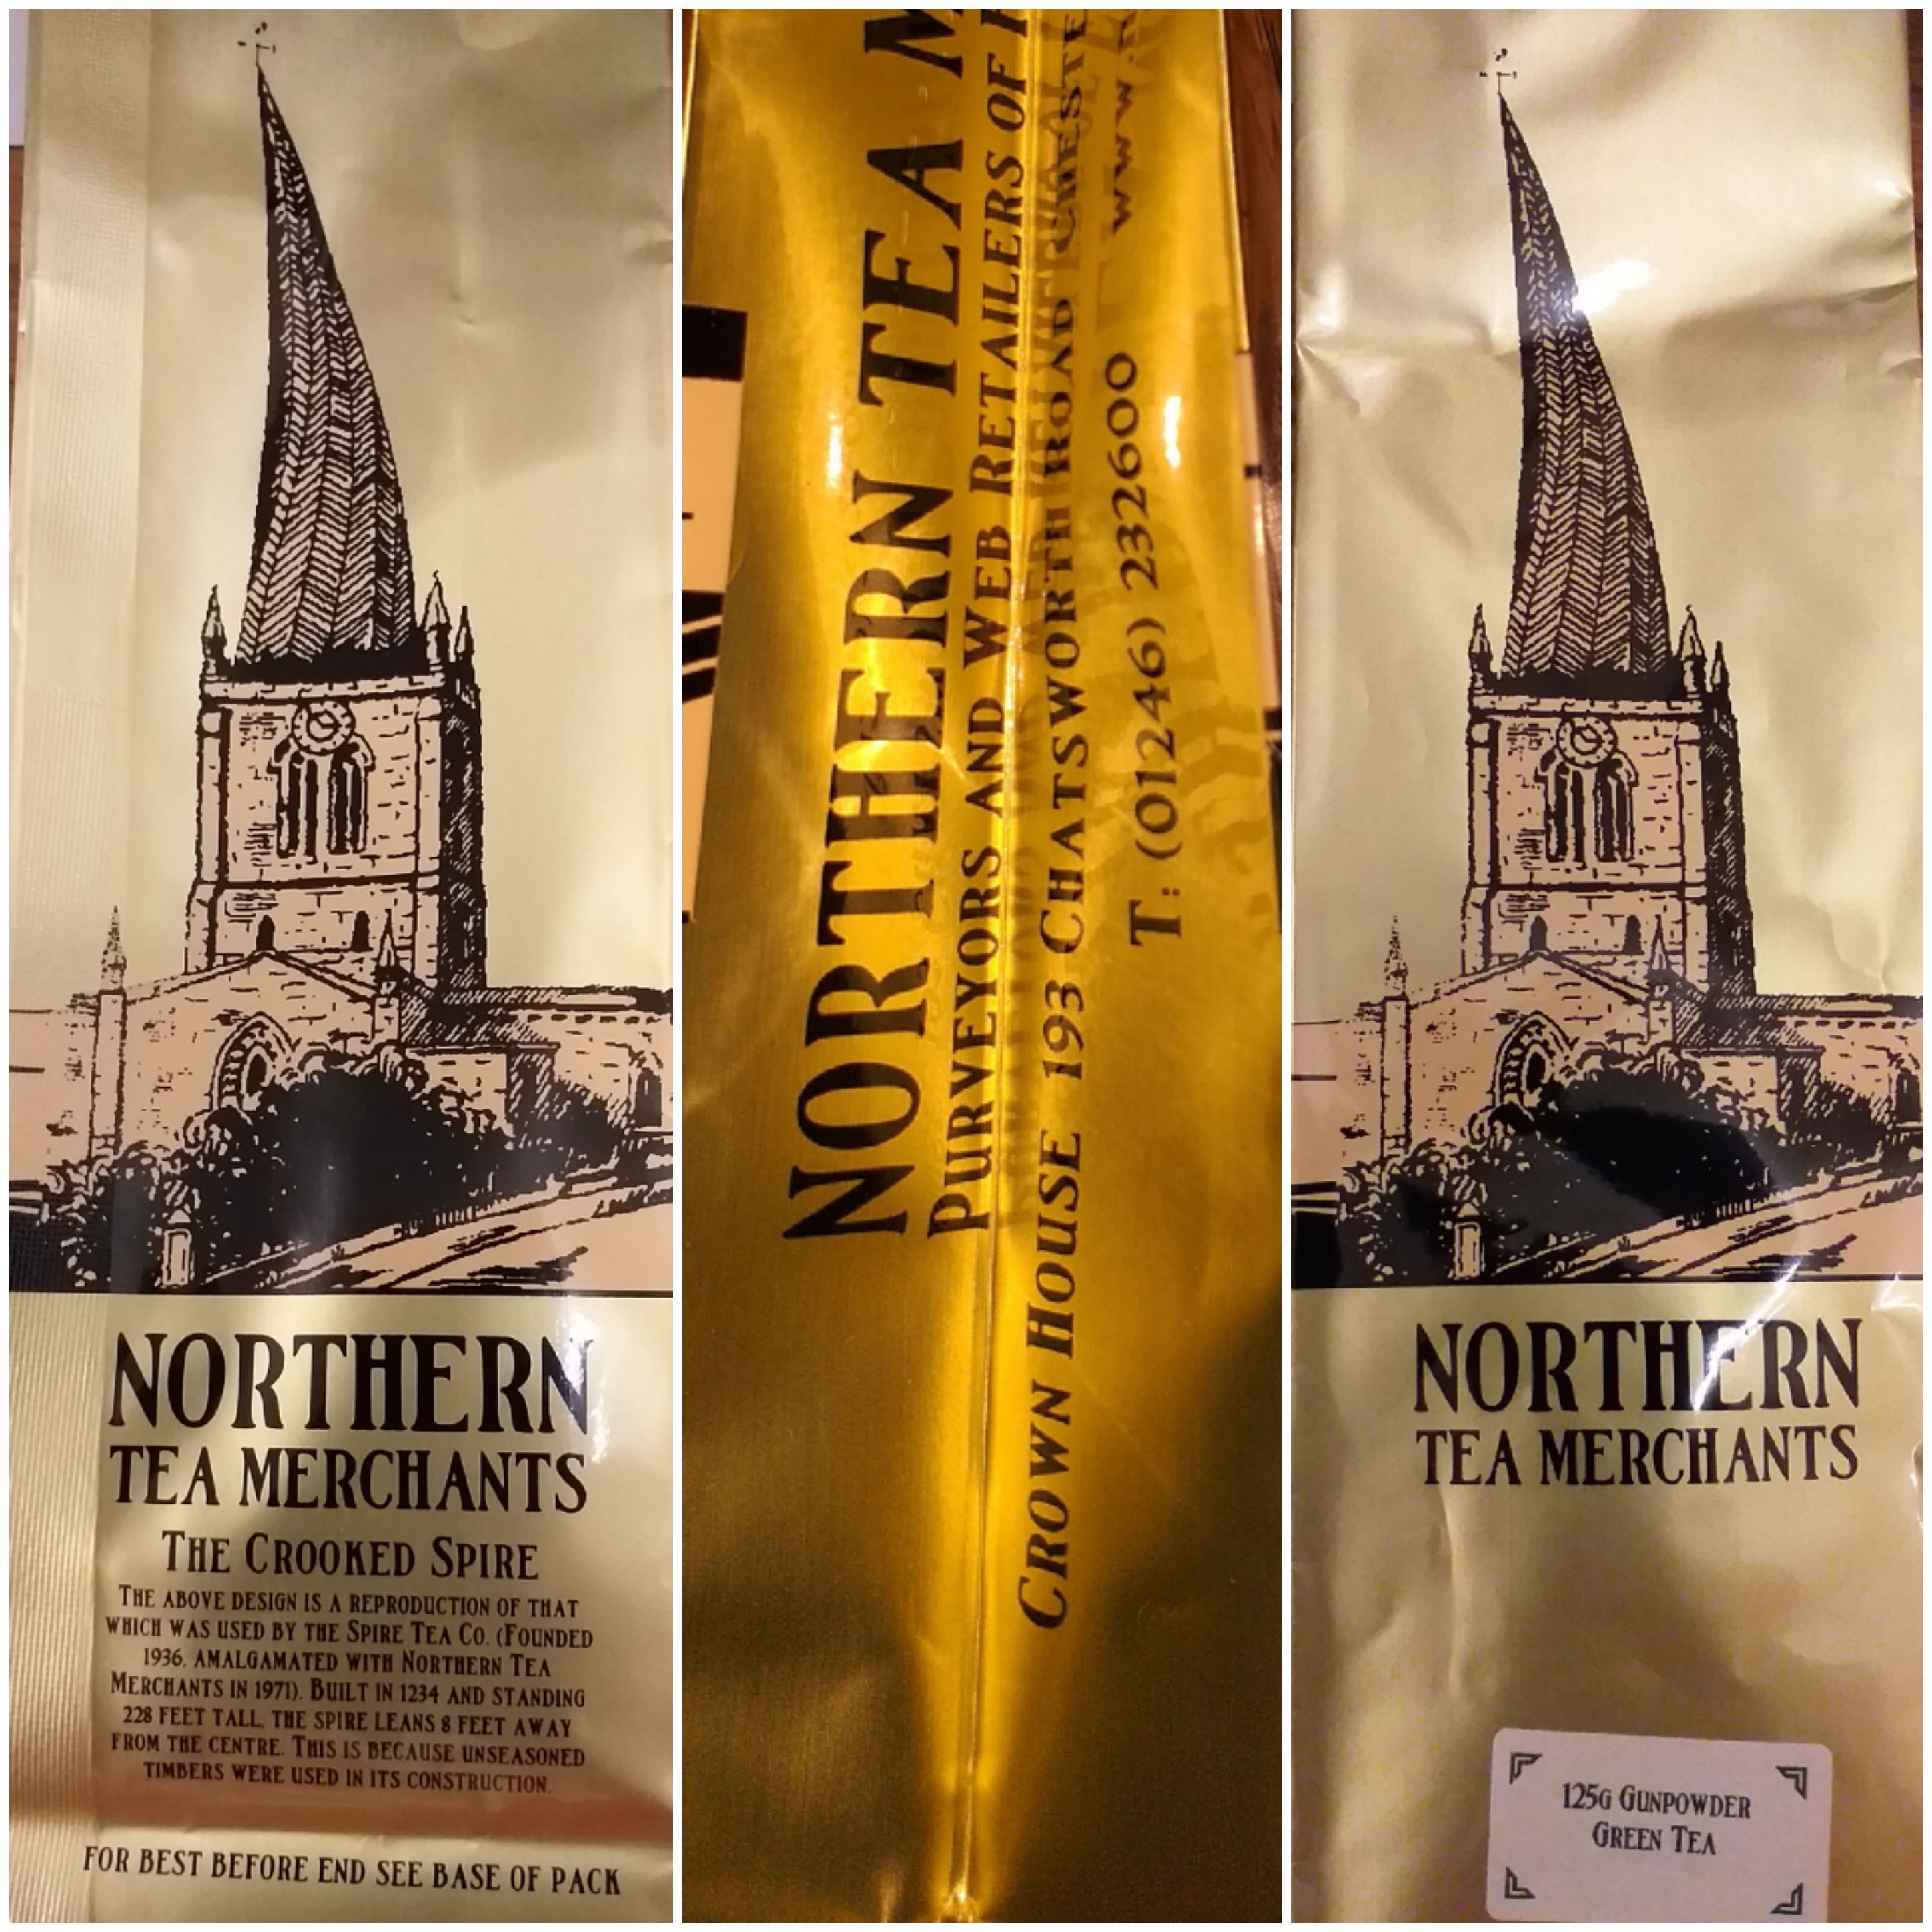 NORTHERN
TEA MERCHANTS
THE CROOKED SPIRE
THE ABOVE DESIGN IS A REPRODUCTION OF THAT
WHICH WAS USED BY THE SPIRE TEA CO. (FOUNDED
1936, AMALGAMATED WITH NORTHERN TEA
MERCHANTS IN 1971). BUILT IN 1234 AND STANDING
228 FEET TALL, THE SPIRE LEANS 8 FEET AWAY
FROM THE CENTRE. THIS IS BECAUSE UNSEASONED
TIMBERS WERE USED IN ITS CONSTRUCTION.
FOR BEST BEFORE END SEE BASE OF PACK
NORTHERN TEA M
PURVEYORS AND WEB RETAILERS OF
CROWN HOUSE 193 CHATSWORTH ROAD CHESTE
WWW.
T: (01246) 232600
NORTHERN
TEA MERCHANTS
125G GUNPOWDER
GREEN TEA